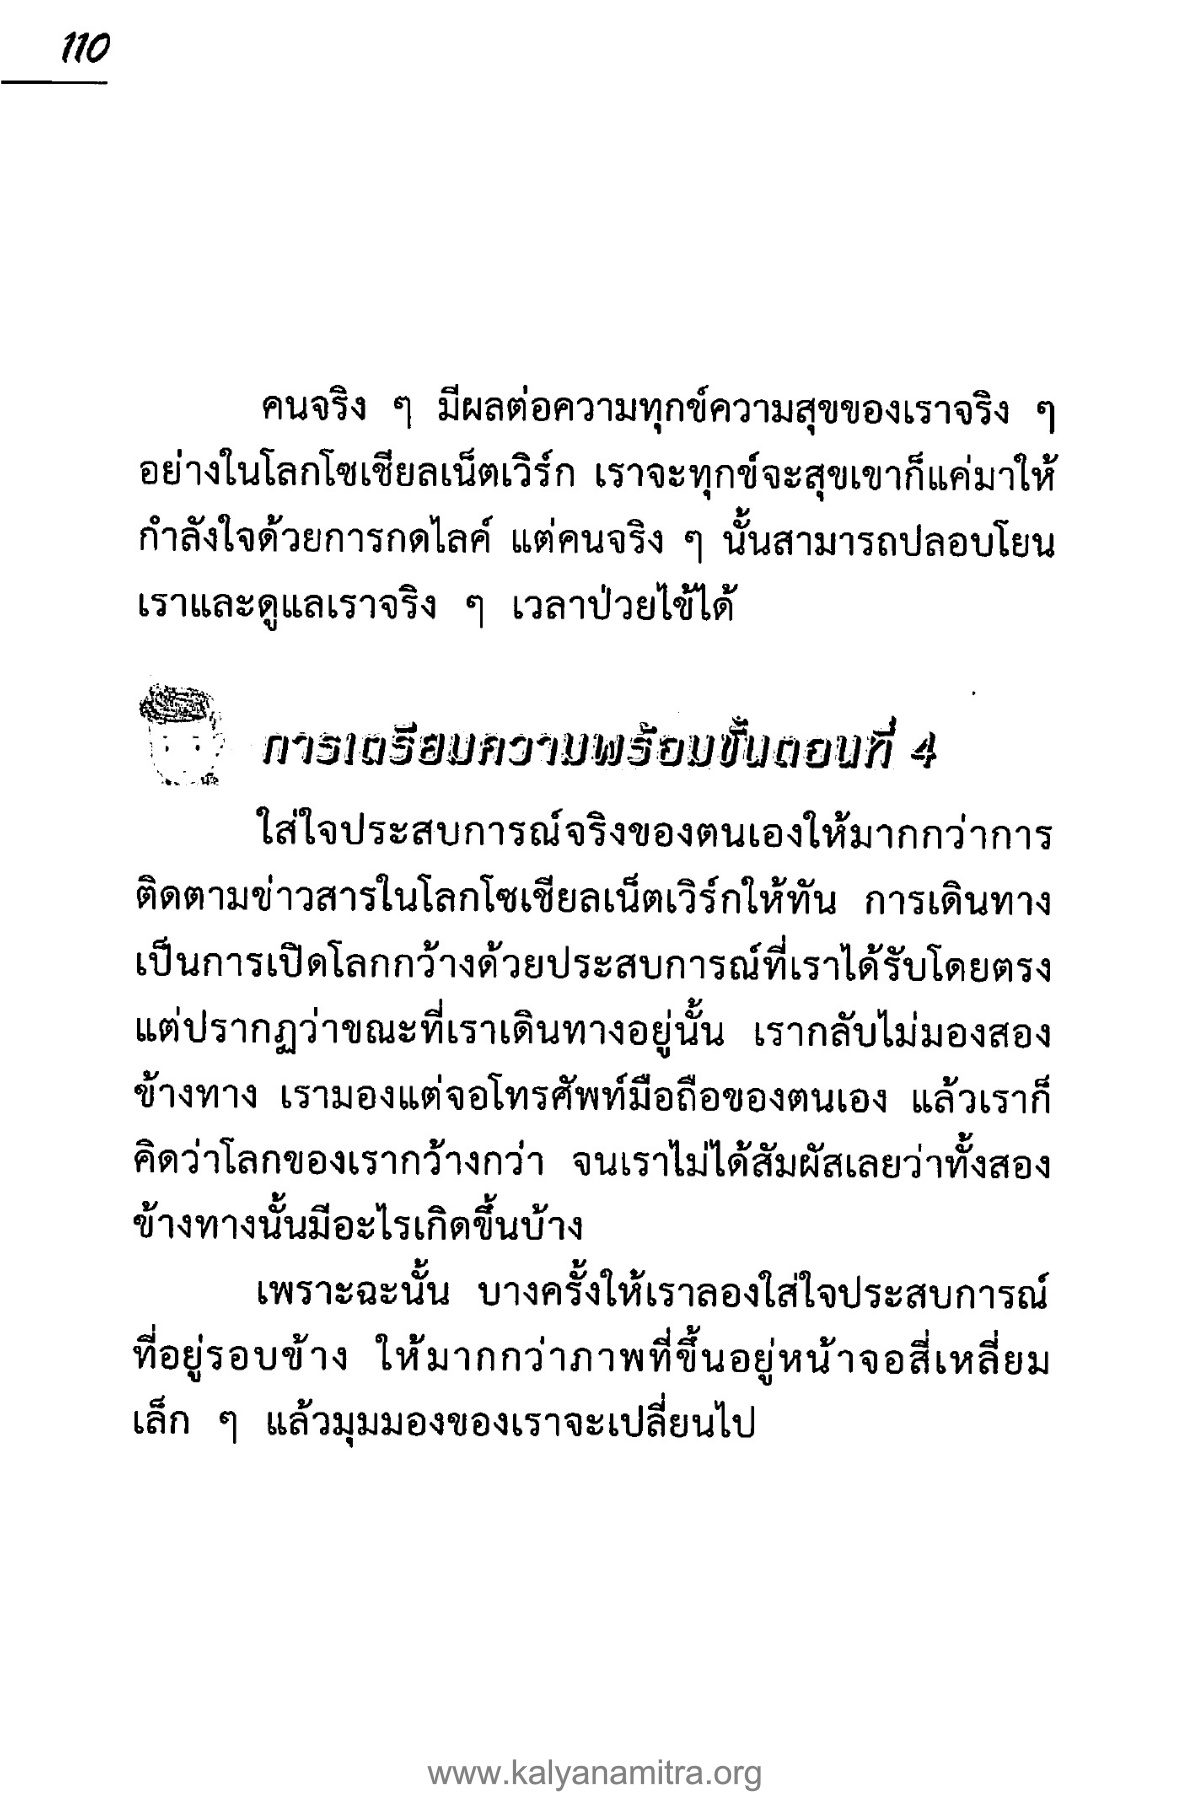 110
คนจริง ๆ มีผลต่อความทุกข์ความสุขของเราจริง ๆ
อย่างในโลกโซเชียลเน็ตเวิร์ก เราจะทุกข์จะสุขเขาก็แค่มาให้
กำลังใจด้วยการกดไลค์ แต่คนจริง ๆ นั้นสามารถปลอบโยน
เราและดูแลเราจริง ๆ เวลาป่วยไข้ได้
การเตรียมความพร้อมขั้นตอนที่ 4
ใส่ใจประสบการณ์จริงของตนเองให้มากกว่าการ
ติดตามข่าวสารในโลกโซเชียลเน็ตเวิร์กให้ทัน การเดินทาง
เป็นการเปิดโลกกว้างด้วยประสบการณ์ที่เราได้รับโดยตรง
แต่ปรากฏว่าขณะที่เราเดินทางอยู่นั้น เรากลับไม่มองสอง
ข้างทาง เรามองแต่จอโทรศัพท์มือถือของตนเอง แล้วเราก็
คิดว่าโลกของเรากว้างกว่า จนเราไม่ได้สัมผัสเลยว่าทั้งสอง
ข้างทางนั้นมีอะไรเกิดขึ้นบ้าง
เพราะฉะนั้น บางครั้งให้เราลองใส่ใจประสบการณ์
ที่อยู่รอบข้าง ให้มากกว่าภาพที่ขึ้นอยู่หน้าจอสี่เหลี่ยม
เล็ก ๆ แล้วมุมมองของเราจะเปลี่ยนไป
www.kalyanamitra.org